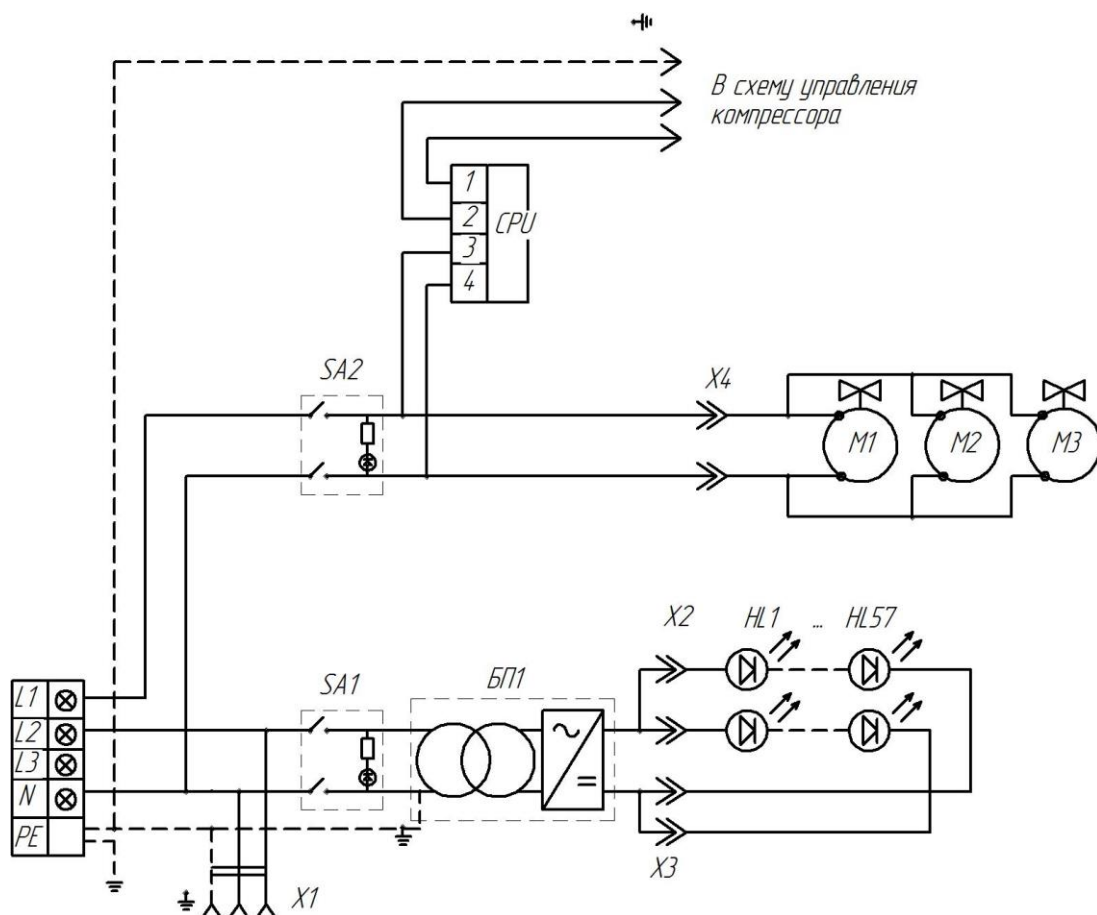 В схему управления
компрессора
1
2
CPU
3
4
SA2
X4
M1
M2
M3
X2
HL1
...
HL57
SA1
БП1
L1
L2
L3
N
PE
X1
X3